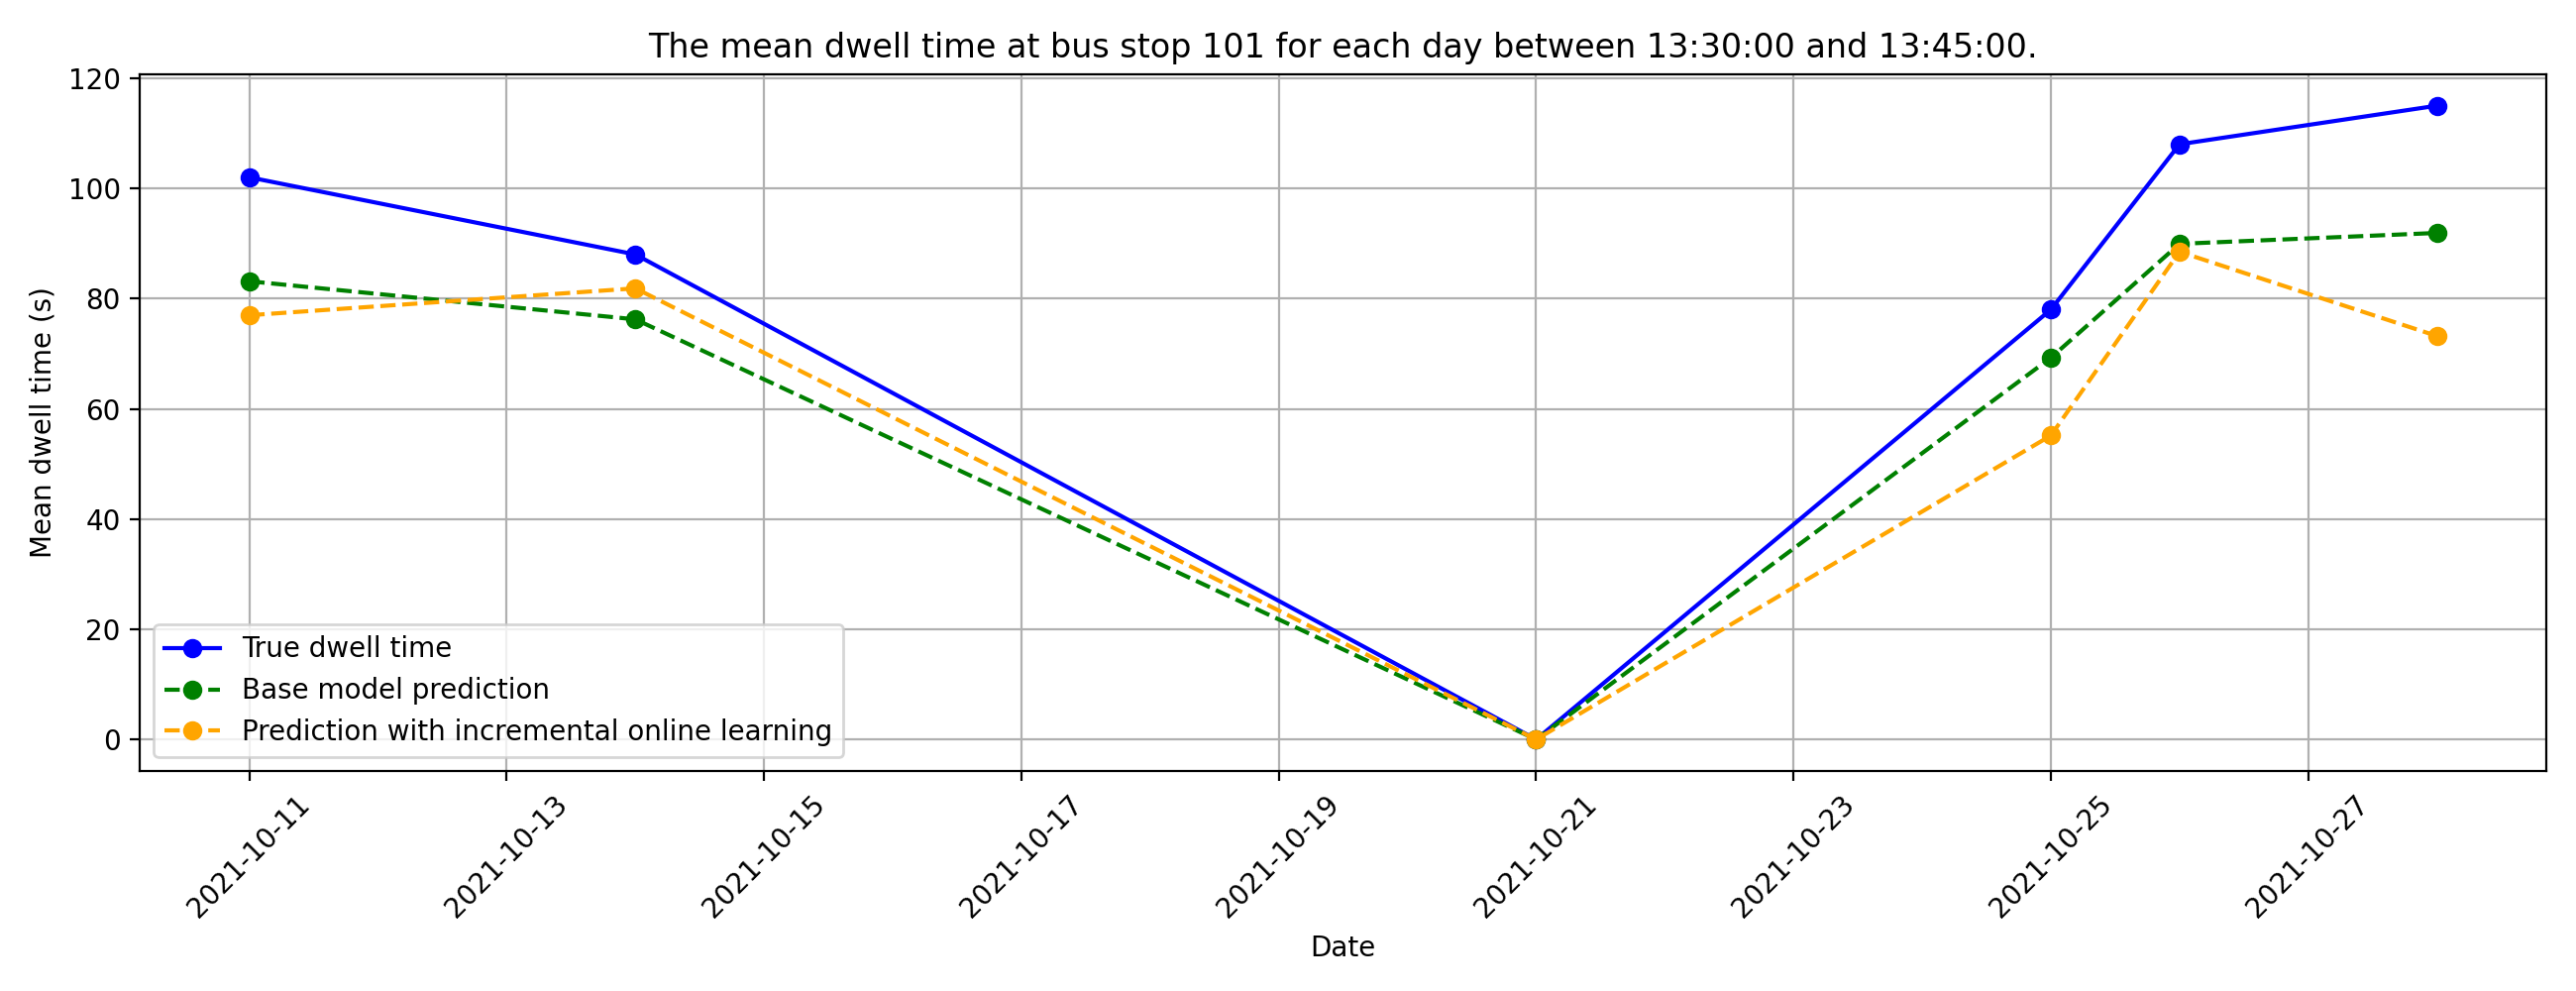 The mean dwell time at bus stop 101 for each day between 13:30:00 and 13:45:00.
Mean dwell time (s)
120
100
80
60
40
20
0
True dwell time
Base model prediction
Prediction with incremental online learning
2021-10-11
2021-10-13
2021-10-15
2021-10-17
2021-10-19
2021-10-21
2021-10-23
2021-10-25
2021-10-27
Date